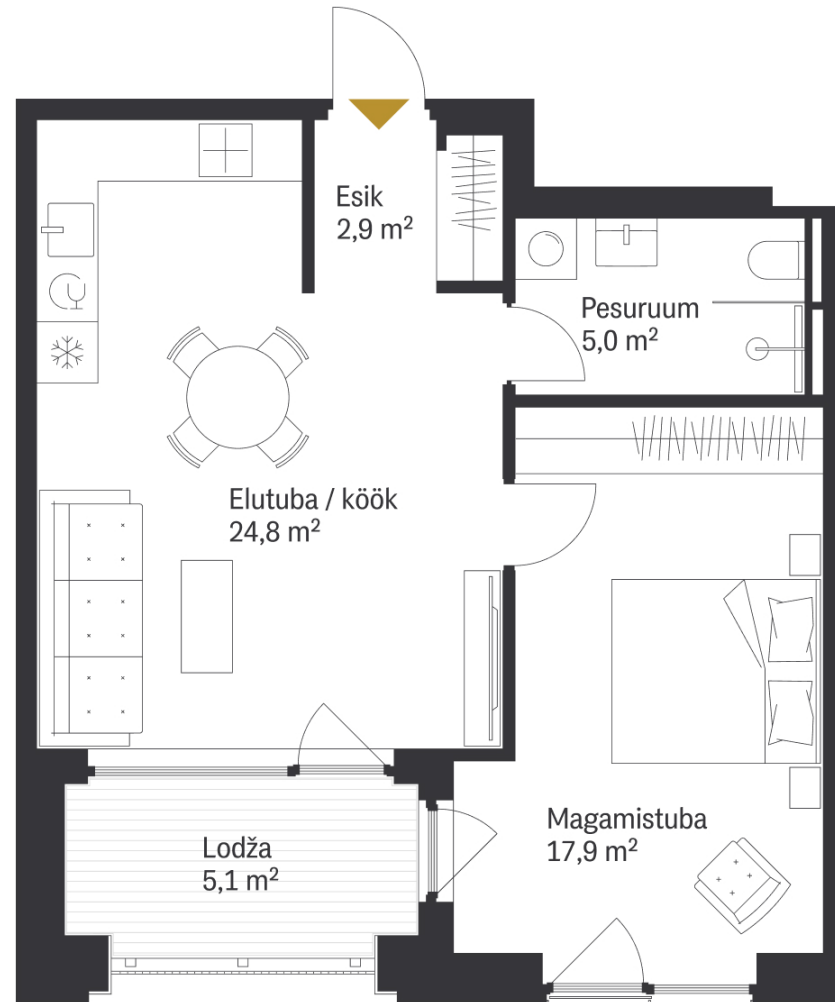 Esik
2,9 m²
Pesuruum
5,0 m²
Elutuba / köök
24,8 m²
Magamistuba
17,9 m²
Lodža
5,1 m²